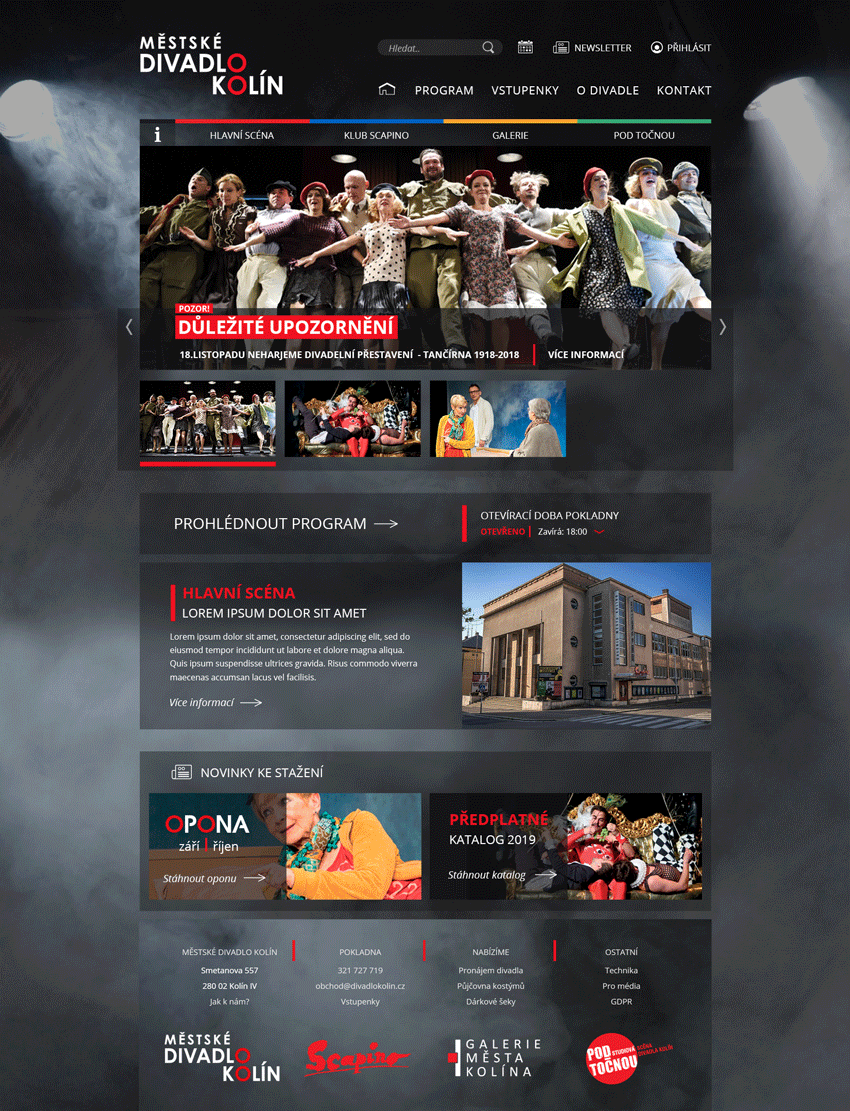 MĚSTSKÉ
DIVADLO
KOLÍN
Hledat..
NEWSLETTER
PŘIHLÁSIT
PROGRAM
VSTUPENKY
O DIVADLE
KONTAKT
i
HLAVNÍ SCÉNA
KLUB SCAPINO
GALERIE
POD TOČNOU
POZOR!
DŮLEŽITÉ UPOZORNĚNÍ
18.LISTOPADU NEHARJEME DIVADELNÍ PŘESTAVENÍ - TANČÍRNA 1918-2018
VÍCE INFORMACÍ
PROHLÉDNOUT PROGRAM
OTEVÍRACÍ DOBA POKLADNY
OTEVŘENO
Zavírá: 18:00
HLAVNÍ SCÉNA
LOREM IPSUM DOLOR SIT AMET
Lorem ipsum dolor sit amet, consectetur adipiscing elit, sed do
eiusmod tempor incididunt ut labore et dolore magna aliqua.
Quis ipsum suspendisse ultrices gravida. Risus commodo viverra
maecenas accumsan lacus vel facilisis.
Více informací
NOVINKY KE STAŽENÍ
OPONA
září
říjen
Stáhnout oponu
PŘEDPLATNÉ
KATALOG 2019
Stáhnout katalog
MĚSTSKÉ DIVADLO KOLÍN
Smetanova 557
280 02 Kolín IV
Jak k nám?
POKLADNA
321 727 719
obchod@divadlokolin.cz
Vstupenky
NABÍZÍME
Pronájem divadla
Půjčovna kostýmů
Dárkové šeky
OSTATNÍ
Technika
Pro média
GDPR
MĚSTSKÉ
DIVADLO
KOLÍN
Scapino
GALERIE
MĚSTA
KOLÍNA
POD
TOČNOU
STUDIOVÁ